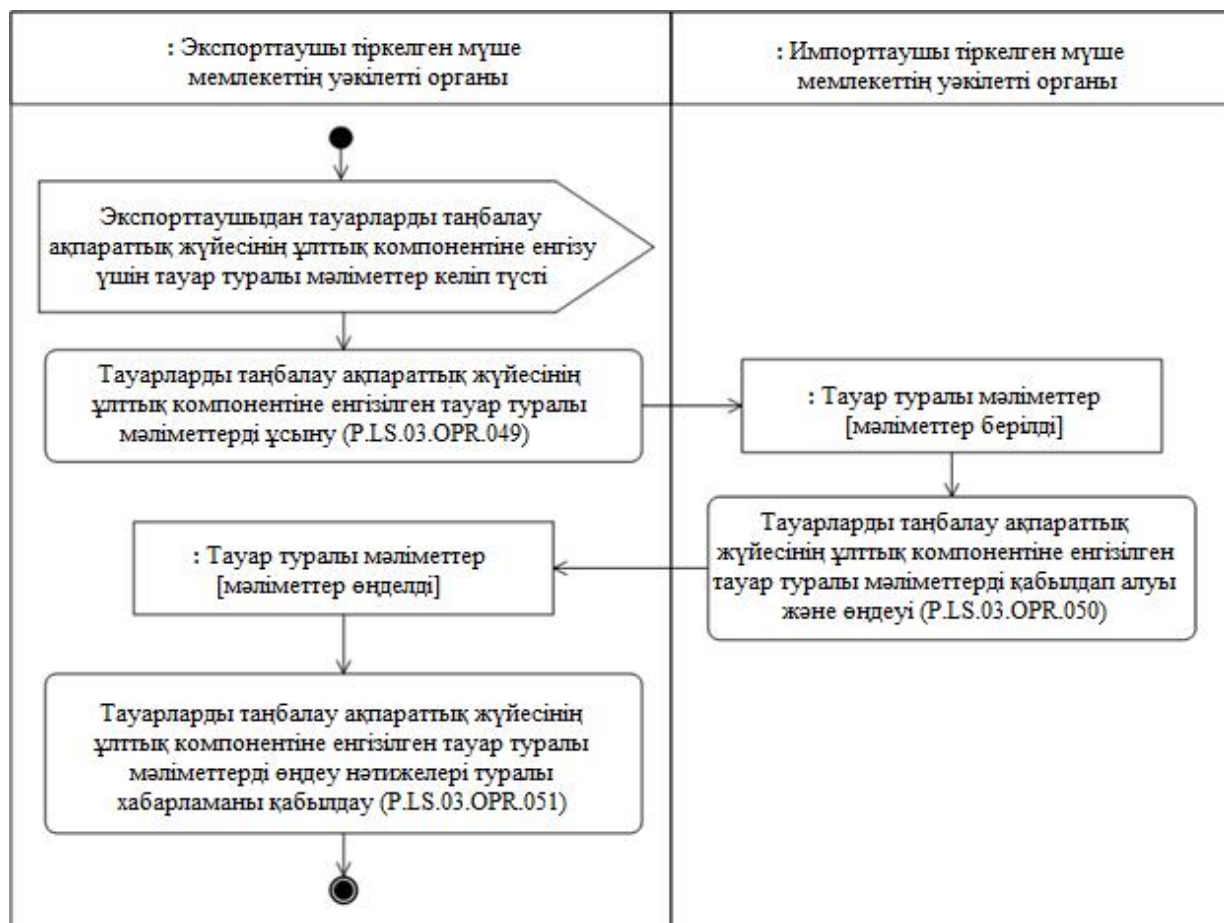 : Экспорттаушы тіркелген мүше
мемлекеттің уәкілетті органы
: Импорттаушы тіркелген мүше
мемлекеттің уәкілетті органы
Экспорттаушыдан тауарларды таңбалау
ақпараттық жүйесінің ұлттық компонентіне енгізу
үшін тауар туралы мәліметтер келіп түсті
Тауарларды таңбалау ақпараттық жүйесінің
ұлттық компонентіне енгізілген тауар туралы
мәліметтерді ұсыну (P.LS.03.OPR.049)
: Тауар туралы мәліметтер
[мәліметтер берілді]
Тауарларды таңбалау ақпараттық
жүйесінің ұлттық компонентіне енгізілген
тауар туралы мәліметтерді қабылдап алуы
және өңдеуі (P.LS.03.OPR.050)
: Тауар туралы мәліметтер
[мәліметтер өңделді]
Тауарларды таңбалау ақпараттық жүйесінің
ұлттық компонентіне енгізілген тауар туралы
мәліметтерді өңдеу нәтижелері туралы
хабарламаны қабылдау (P.LS.03.OPR.051)